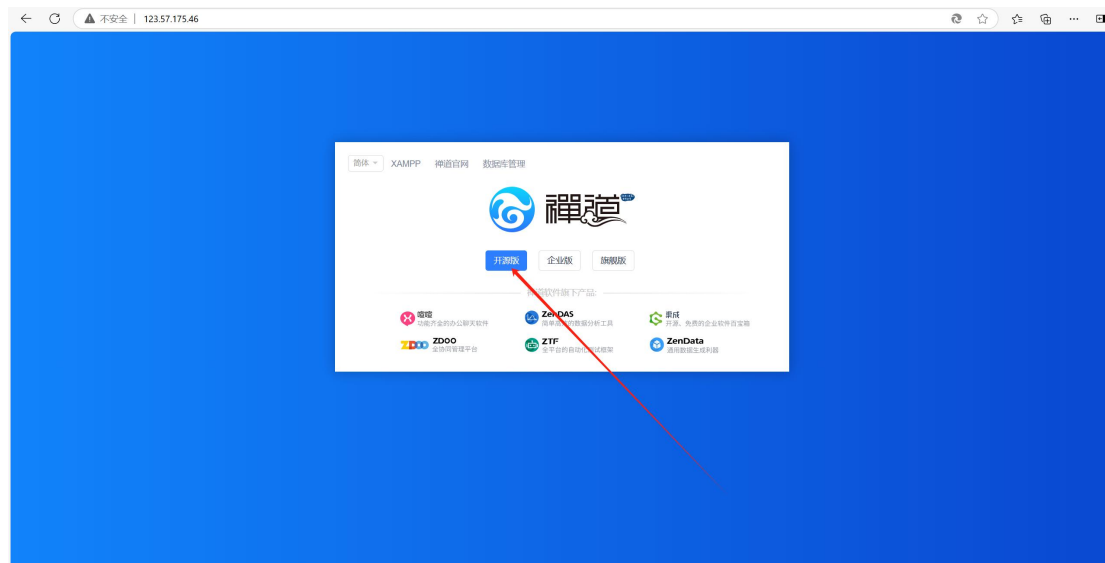 不安全 | 123.57.175.46
简体 XAMPP 禅道官网 数据库管理
禪道
开源版 企业版 旗舰版
禅道软件旗下产品:
喧喧
功能齐全的办公聊天软件
ZenDAS
简单高效的数据分析工具
渠成
开源、免费的企业软件百宝箱
ZDOO
全协同管理平台
ZTF
全平台的自动化测试框架
ZenData
通用数据生成利器